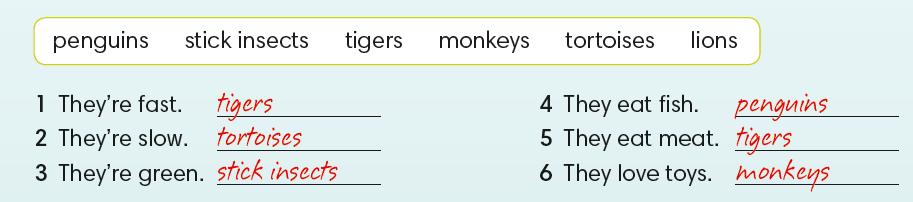 penguins stick insects tigers monkeys tortoises lions
1 They're fast. tigers
2 They're slow. tortoises
3 They're green. stick insects
4 They eat fish. penguins
5 They eat meat. tigers
6 They love toys. monkeys